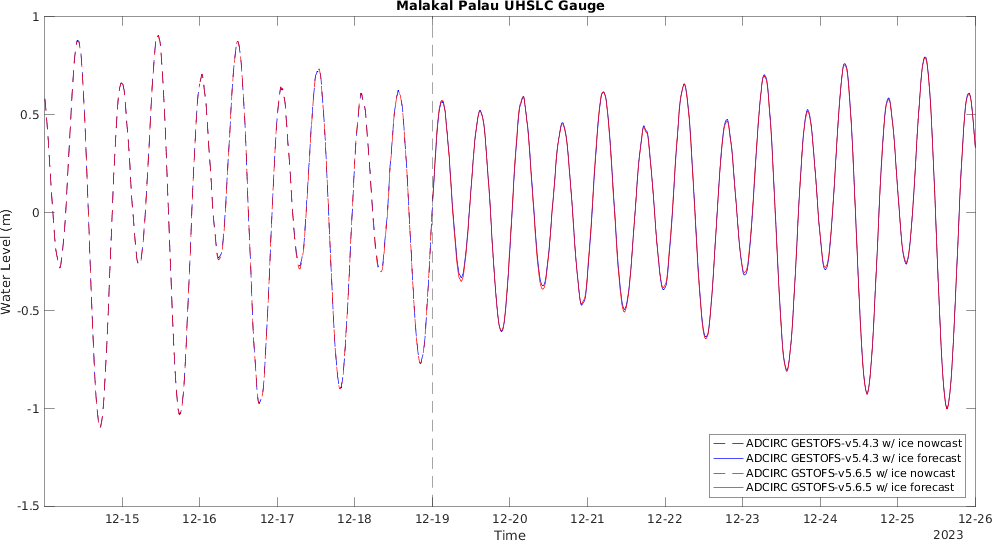 Malakal Palau UHSLC Gauge
1
0.5
0
-0.5
-1
-1.5
Water Level (m)
12-15 12-16 12-17 12-18 12-19 12-20 12-21 12-22 12-23 12-24 12-25 12-26
Time
2023
ADCIRC GESTOFS-v5.4.3 w/ ice nowcast
ADCIRC GESTOFS-v5.4.3 w/ ice forecast
ADCIRC GSTOFS-v5.6.5 w/ ice nowcast
ADCIRC GSTOFS-v5.6.5 w/ ice forecast